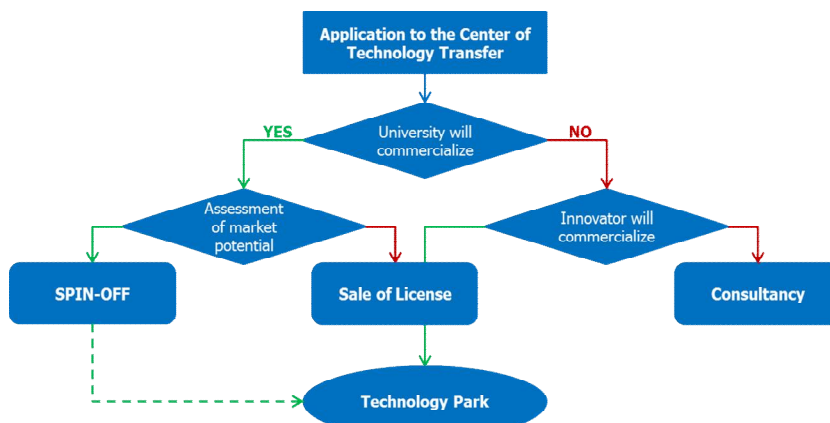 Application to the Center of
Technology Transfer
University will
commercialize
YES
NO
Assessment
of market
potential
Innovator will
commercialize
SPIN-OFF
Sale of License
Consultancy
Technology Park